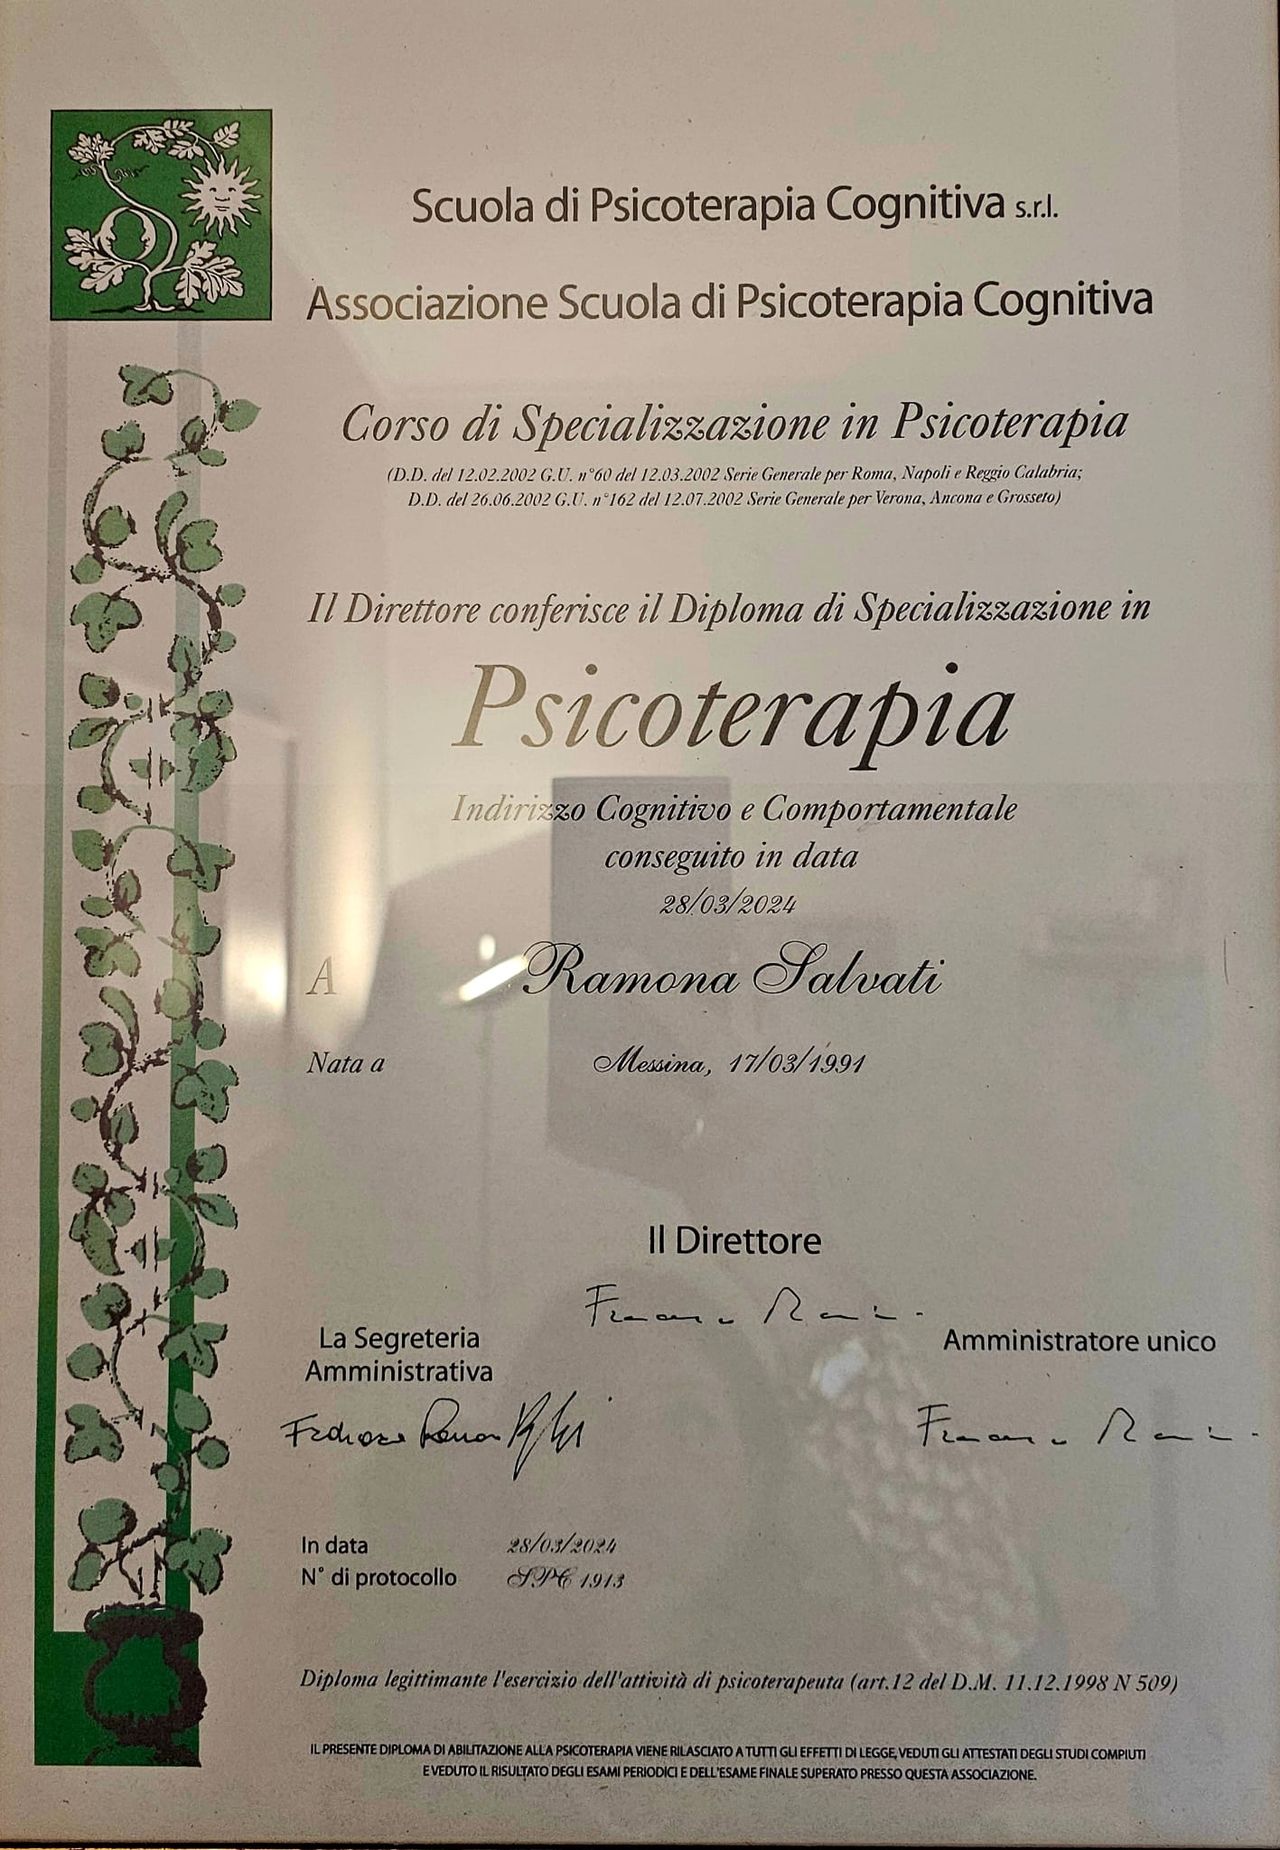 Scuola di Psicoterapia Cognitiva s.r.l.
Associazione Scuola di Psicoterapia Cognitiva
Corso di Specializzazione in Psicoterapia
(D.D. del 12.02.2002 G.U. n°60 del 12.03.2002 Serie Generale per Roma, Napoli e Reggio Calabria;
D.D. del 26.06.2002 G.U. n°162 del 12.07.2002 Serie Generale per Verona, Ancona e Grosseto)
Il Direttore conferisce il Diploma di Specializzazione in
Psicoterapia
Indirizzo Cognitivo e Comportamentale
conseguito in data
28/03/2024
A Ramona Salvati
Nata a Messina, 17/03/1991
Il Direttore
La Segreteria
Amministrativa
Amministratore unico
In data 28/03/2024
N° di protocollo SPC 1913
Diploma legittimante l'esercizio dell'attività di psicoterapeuta (art.12 del D.M. 11.12.1998 N 509)
IL PRESENTE DIPLOMA DI ABILITAZIONE ALLA PSICOTERAPIA VIENE RILASCIATO A TUTTI GLI EFFETTI DI LEGGE, VEDUTI GLI ATTESTATI DEGLI STUDI COMPIUTI
E VEDUTO IL RISULTATO DEGLI ESAMI PERIODICI E DELL'ESAME FINALE SUPERATO PRESSO QUESTA ASSOCIAZIONE.